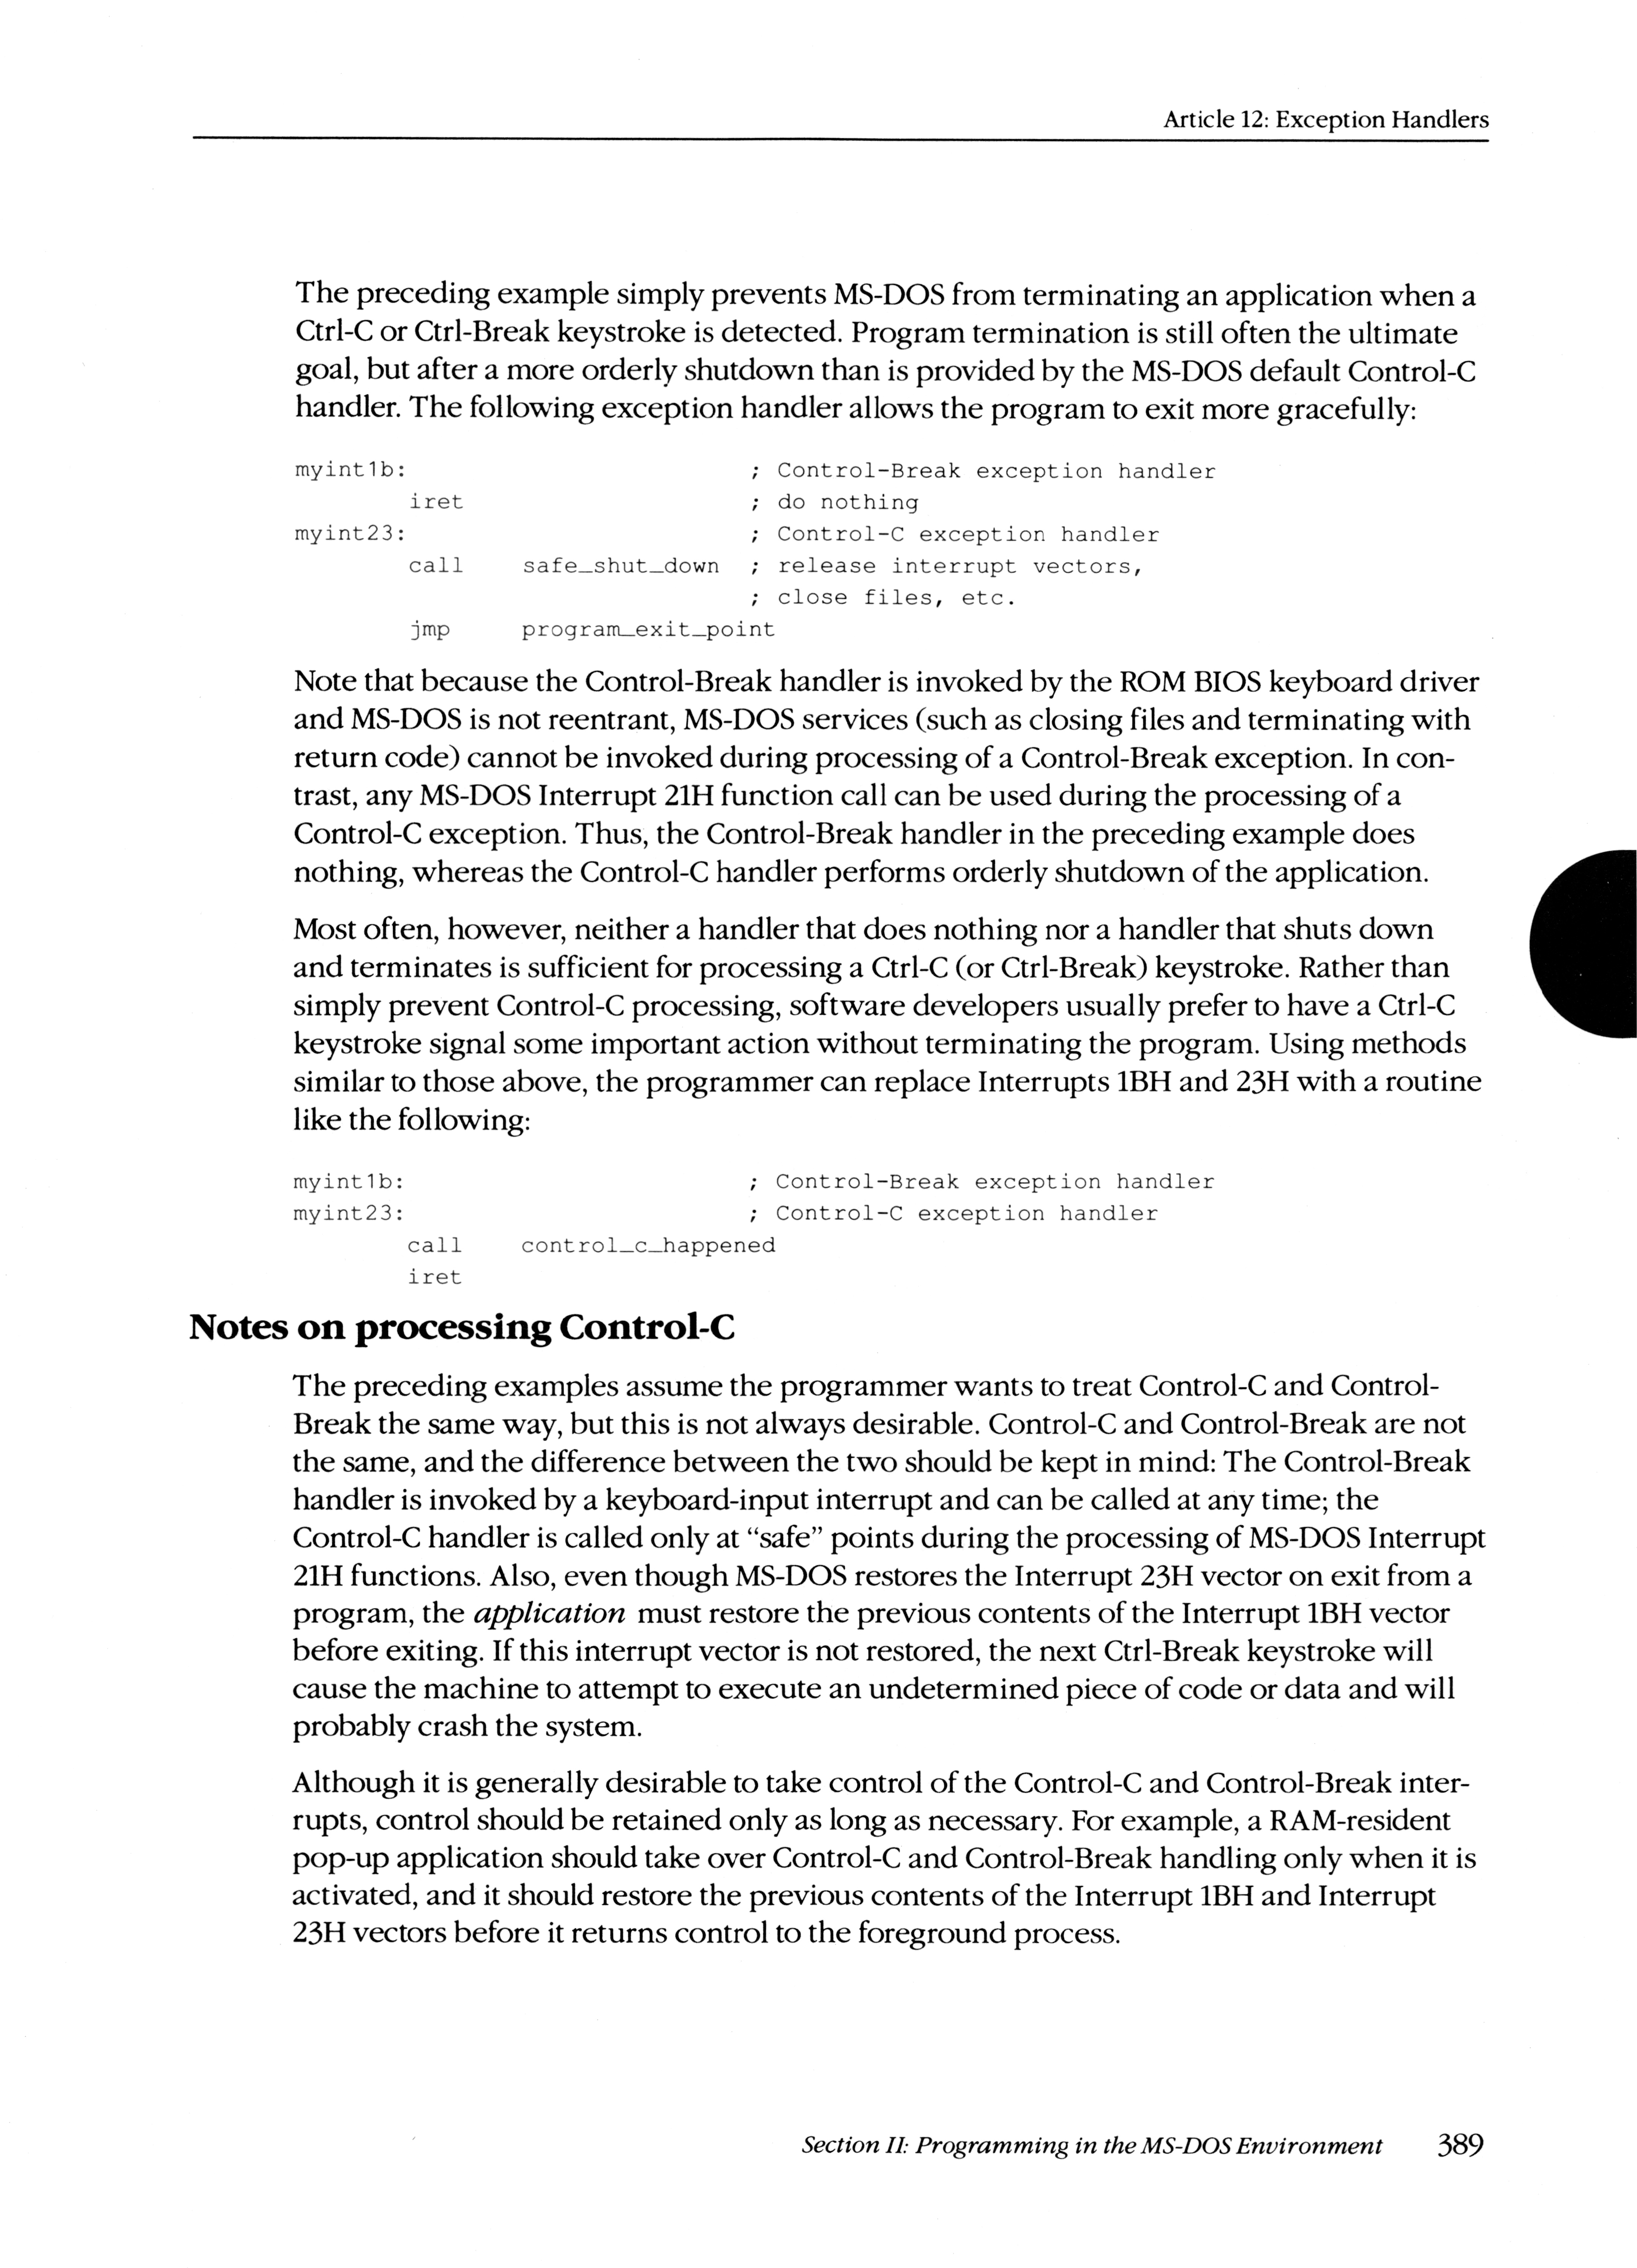 Article 12: Exception Handlers
The preceding example simply prevents MS-DOS from terminating an application when a
Ctrl-C or Ctrl-Break keystroke is detected. Program termination is still often the ultimate
goal, but after a more orderly shutdown than is provided by the MS-DOS default Control-C
handler. The following exception handler allows the program to exit more gracefully:
myint1b:                        ; Control-Break exception handler
        iret                    ; do nothing
myint23:                        ; Control-C exception handler
        call    safe_shut_down  ; release interrupt vectors,
                                ; close files, etc.
        jmp     program_exit_point
Note that because the Control-Break handler is invoked by the ROM BIOS keyboard driver
and MS-DOS is not reentrant, MS-DOS services (such as closing files and terminating with
return code) cannot be invoked during processing of a Control-Break exception. In con-
trast, any MS-DOS Interrupt 21H function call can be used during the processing of a
Control-C exception. Thus, the Control-Break handler in the preceding example does
nothing, whereas the Control-C handler performs orderly shutdown of the application.
Most often, however, neither a handler that does nothing nor a handler that shuts down
and terminates is sufficient for processing a Ctrl-C (or Ctrl-Break) keystroke. Rather than
simply prevent Control-C processing, software developers usually prefer to have a Ctrl-C
keystroke signal some important action without terminating the program. Using methods
similar to those above, the programmer can replace Interrupts 1BH and 23H with a routine
like the following:
myint1b:                        ; Control-Break exception handler
myint23:                        ; Control-C exception handler
        call    control_c_happened
        iret
Notes on processing Control-C
The preceding examples assume the programmer wants to treat Control-C and Control-
Break the same way, but this is not always desirable. Control-C and Control-Break are not
the same, and the difference between the two should be kept in mind: The Control-Break
handler is invoked by a keyboard-input interrupt and can be called at any time; the
Control-C handler is called only at “safe” points during the processing of MS-DOS Interrupt
21H functions. Also, even though MS-DOS restores the Interrupt 23H vector on exit from a
program, the application must restore the previous contents of the Interrupt 1BH vector
before exiting. If this interrupt vector is not restored, the next Ctrl-Break keystroke will
cause the machine to attempt to execute an undetermined piece of code or data and will
probably crash the system.
Although it is generally desirable to take control of the Control-C and Control-Break inter-
rupts, control should be retained only as long as necessary. For example, a RAM-resident
pop-up application should take over Control-C and Control-Break handling only when it is
activated, and it should restore the previous contents of the Interrupt 1BH and Interrupt
23H vectors before it returns control to the foreground process.
Section II: Programming in the MS-DOS Environment 389